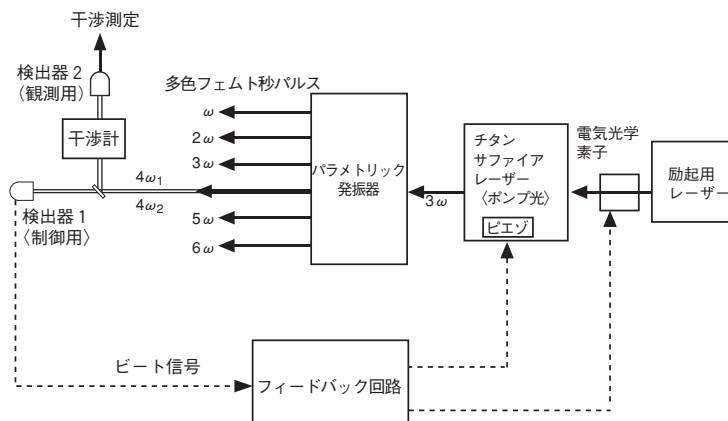 干渉測定
検出器 2
(観測用)
干渉計
検出器 1
〈制御用〉
多色フェムト秒パルス
ω
2ω
3ω
4ω₁
4ω₂
5ω
6ω
パラメトリック
発振器
3ω
チタン
サファイア
レーザー
〈ポンプ光〉
ピエゾ
電気光学
素子
励起用
レーザー
ビート信号
フィードバック回路